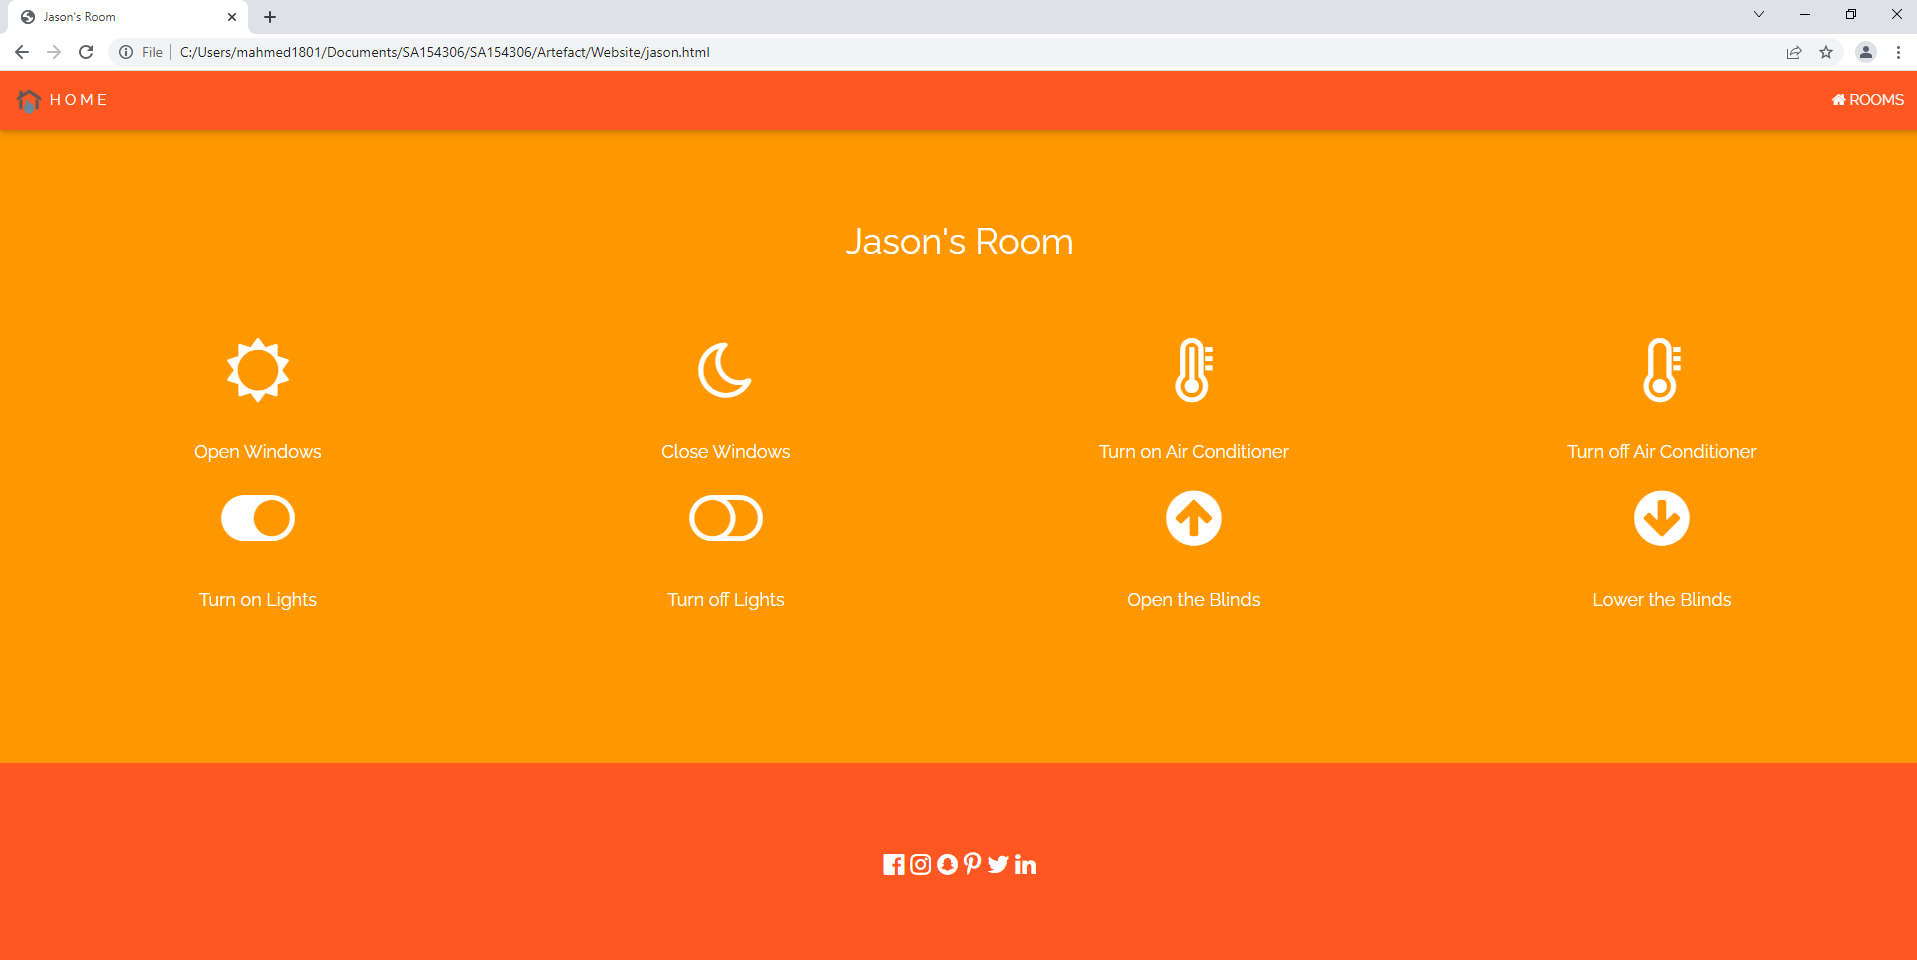 Jason's Room
File C:/Users/mahmed1801/Documents/SA154306/SA154306/Artefact/Website/jason.html
HOME ROOMS
Jason's Room
Open Windows Close Windows Turn on Air Conditioner Turn off Air Conditioner
Turn on Lights Turn off Lights Open the Blinds Lower the Blinds